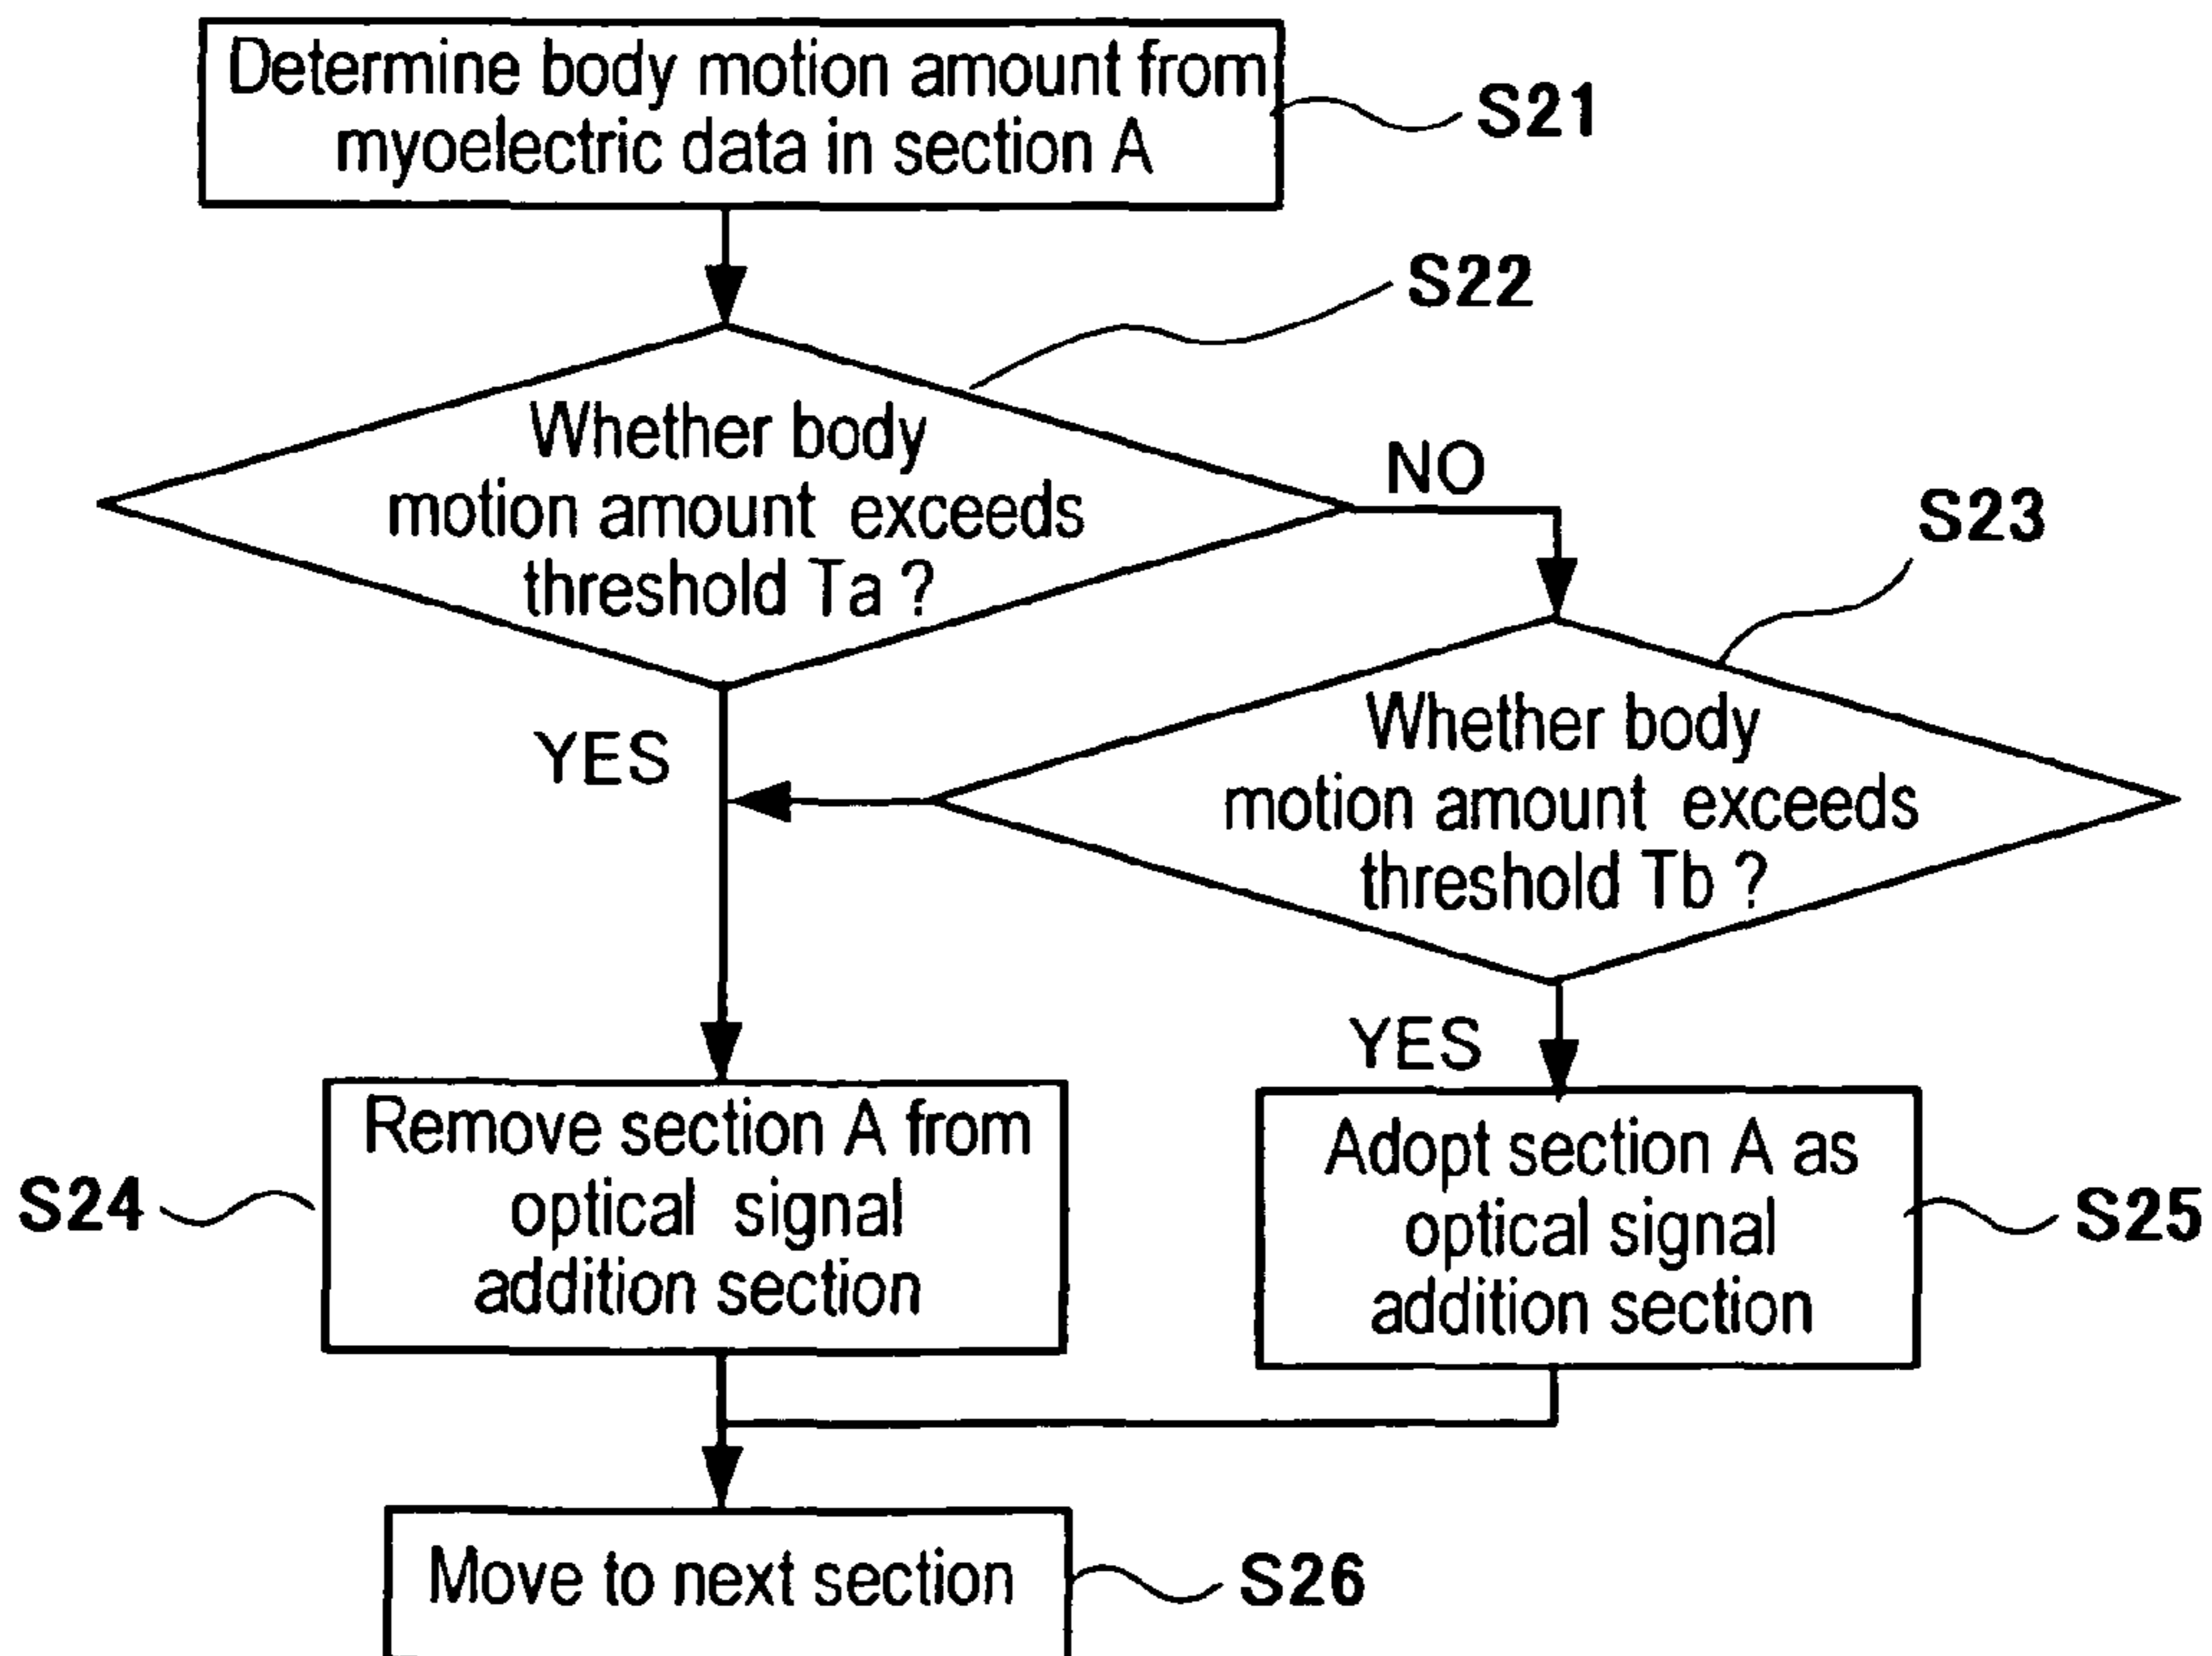 Determine body motion amount from
myoelectric data in section A
S21
S22
Whether body
motion amount exceeds
threshold Ta ?
NO
S23
YES
Whether body
motion amount exceeds
threshold Tb ?
YES
Remove section A from
optical signal
addition section
S24
Adopt section A as
optical signal
addition section
S25
Move to next section
S26